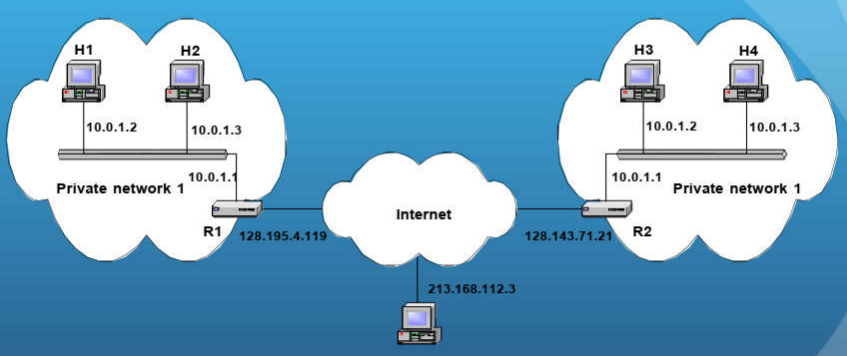 H1
H2
10.0.1.2
10.0.1.3
10.0.1.1
Private network 1
R1
128.195.4.119
Internet
213.168.112.3
H3
H4
10.0.1.2
10.0.1.3
10.0.1.1
Private network 1
R2
128.143.71.21